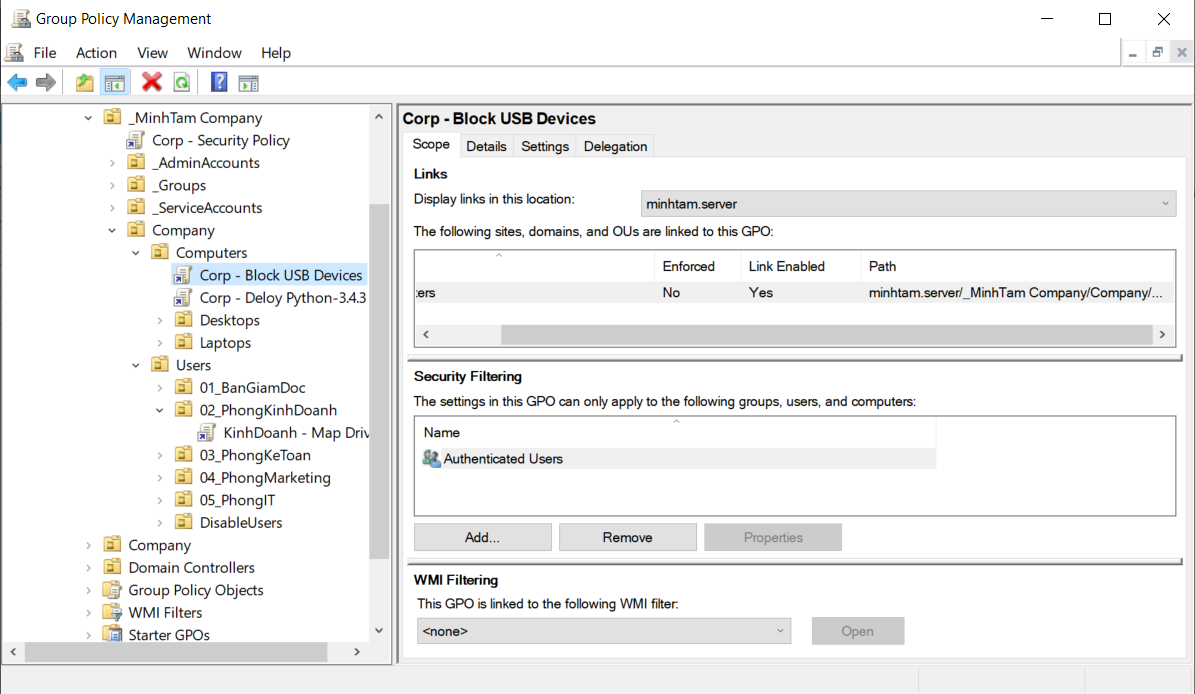 Group Policy Management
File Action View Window Help
_MinhTam Company
Corp - Security Policy
_AdminAccounts
_Groups
_ServiceAccounts
Company
Computers
Corp - Block USB Devices
Corp - Deloy Python-3.4.3
Desktops
Laptops
Users
01_BanGiamDoc
02_PhongKinhDoanh
KinhDoanh - Map Driv
03_PhongKeToan
04_PhongMarketing
05_PhongIT
DisableUsers
Company
Domain Controllers
Group Policy Objects
WMI Filters
Starter GPOs
Corp - Block USB Devices
Scope Details Settings Delegation
Links
Display links in this location: minhtam.server
The following sites, domains, and OUs are linked to this GPO:
Enforced Link Enabled Path
ters No Yes minhtam.server/_MinhTam Company/Company/...
Security Filtering
The settings in this GPO can only apply to the following groups, users, and computers:
Name
Authenticated Users
Add... Remove Properties
WMI Filtering
This GPO is linked to the following WMI filter:
<none> Open